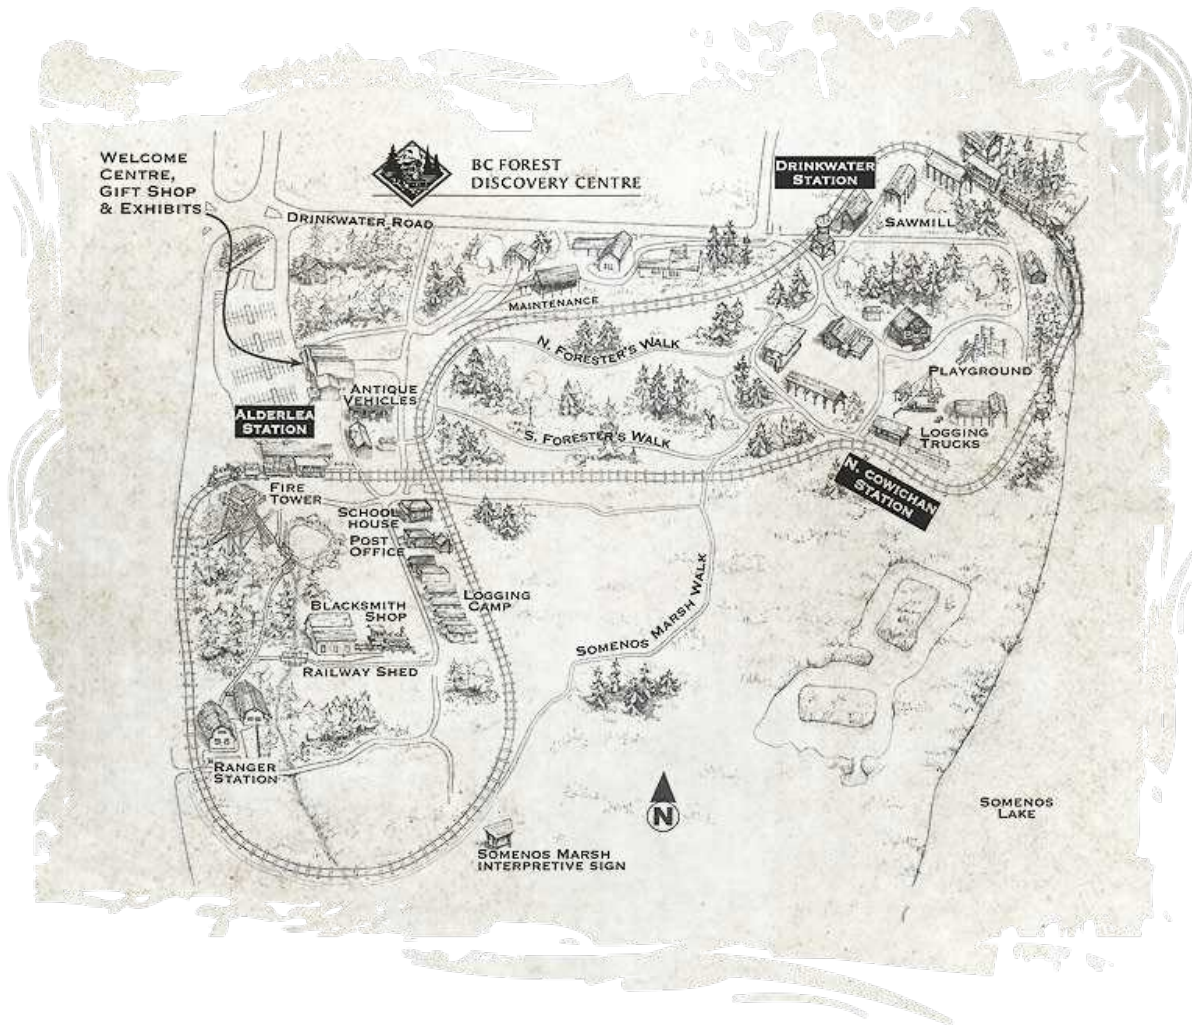 WELCOME
CENTRE,
GIFT SHOP
& EXHIBITS
BC FOREST
DISCOVERY CENTRE
DRINKWATER
STATION
DRINKWATER ROAD
SAWMILL
MAINTENANCE
N. FORESTER'S WALK
PLAYGROUND
ANTIQUE
VEHICLES
ALDERLEA
STATION
S. FORESTER'S WALK
LOGGING
TRUCKS
N. COWICHAN
STATION
FIRE
TOWER
SCHOOL
HOUSE
POST
OFFICE
LOGGING
CAMP
BLACKSMITH
SHOP
SOMENOS MARSH WALK
RAILWAY SHED
RANGER
STATION
N
SOMENOS
LAKE
SOMENOS MARSH
INTERPRETIVE SIGN